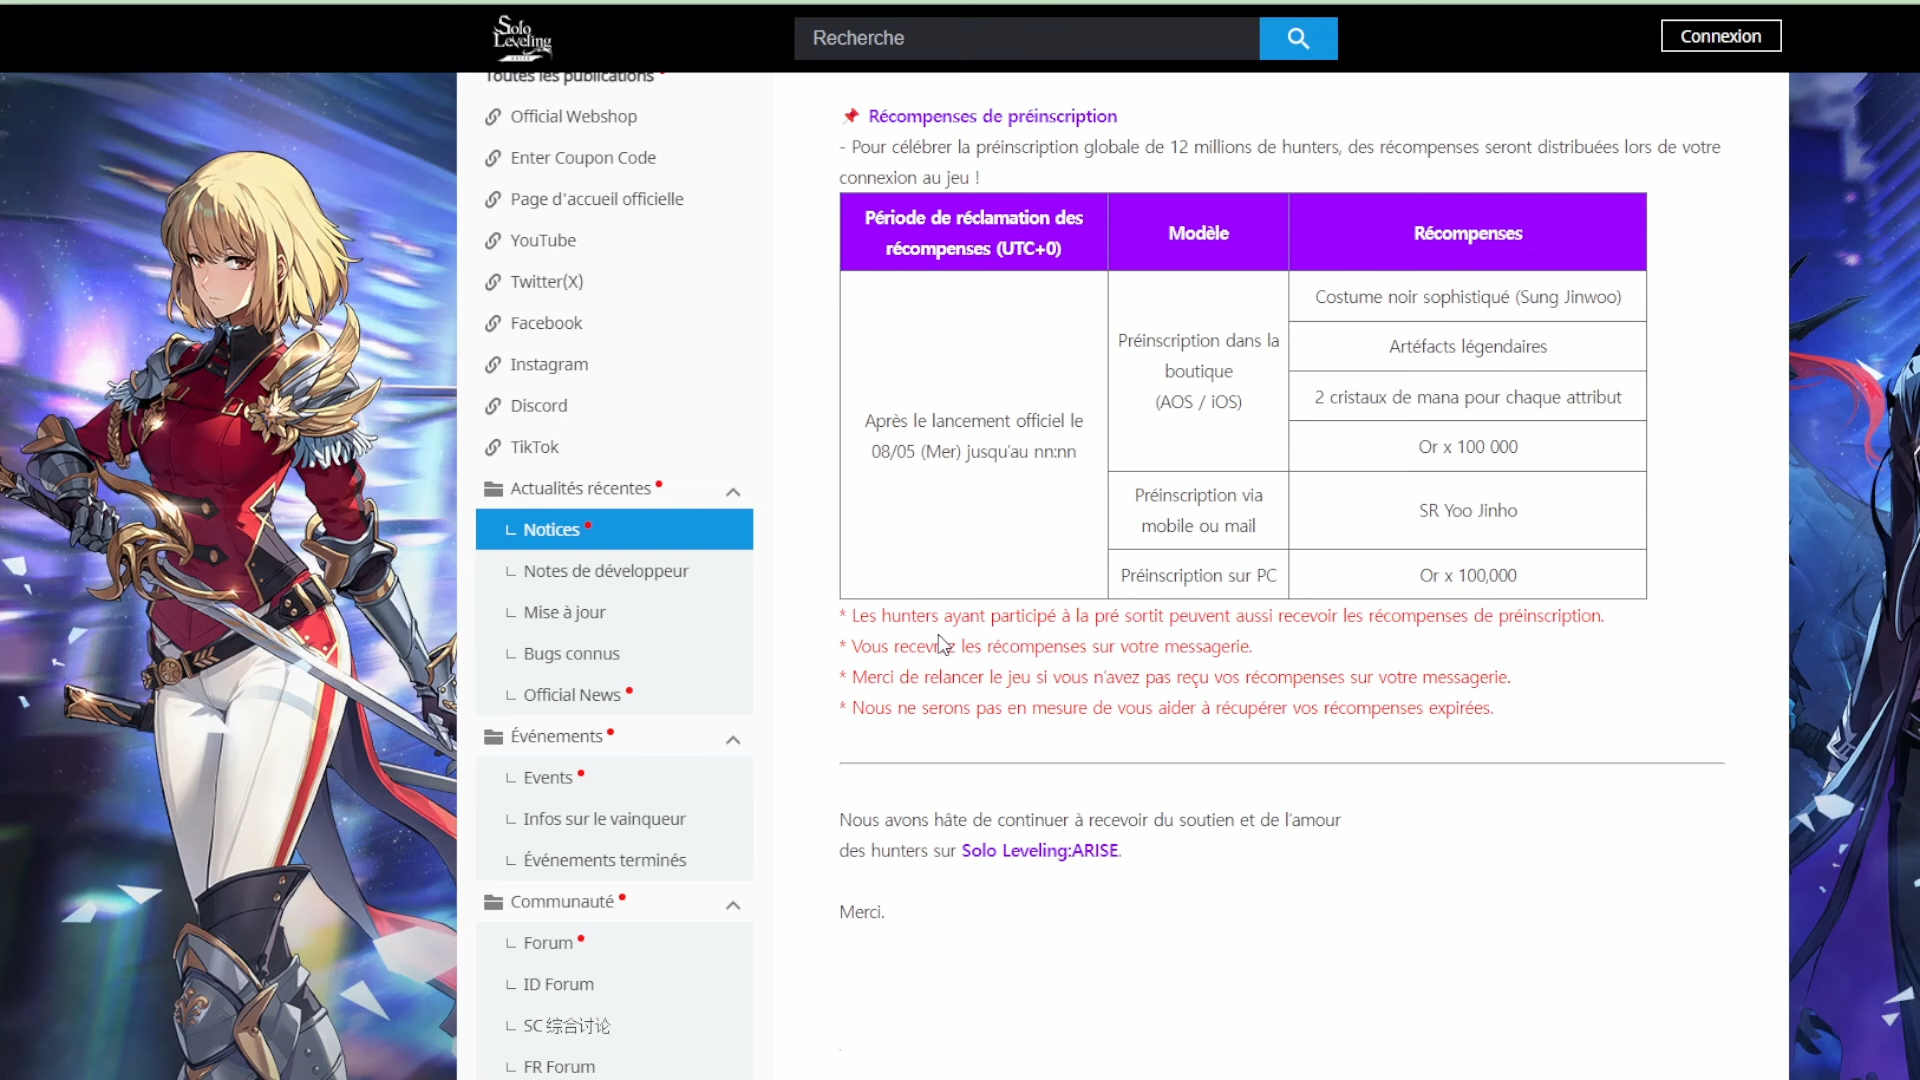 Solo
Leveling
ARISE
Recherche
Connexion
Toutes les publications
Official Webshop
Enter Coupon Code
Page d'accueil officielle
YouTube
Twitter(X)
Facebook
Instagram
Discord
TikTok
Actualités récentes
Notices
Notes de développeur
Mise à jour
Bugs connus
Official News
Événements
Events
Infos sur le vainqueur
Événements terminés
Communauté
Forum
ID Forum
SC 综合讨论
FR Forum
Récompenses de préinscription
- Pour célébrer la préinscription globale de 12 millions de hunters, des récompenses seront distribuées lors de votre
connexion au jeu !
Période de réclamation des
récompenses (UTC+0)
Modèle
Récompenses
Après le lancement officiel le
08/05 (Mer) jusqu'au nn:nn
Préinscription dans la
boutique
(AOS / iOS)
Costume noir sophistiqué (Sung Jinwoo)
Artéfacts légendaires
2 cristaux de mana pour chaque attribut
Or x 100 000
Préinscription via
mobile ou mail
SR Yoo Jinho
Préinscription sur PC
Or x 100,000
* Les hunters ayant participé à la pré sortit peuvent aussi recevoir les récompenses de préinscription.
* Vous recevrez les récompenses sur votre messagerie.
* Merci de relancer le jeu si vous n'avez pas reçu vos récompenses sur votre messagerie.
* Nous ne serons pas en mesure de vous aider à récupérer vos récompenses expirées.
Nous avons hâte de continuer à recevoir du soutien et de l'amour
des hunters sur Solo Leveling:ARISE.
Merci.